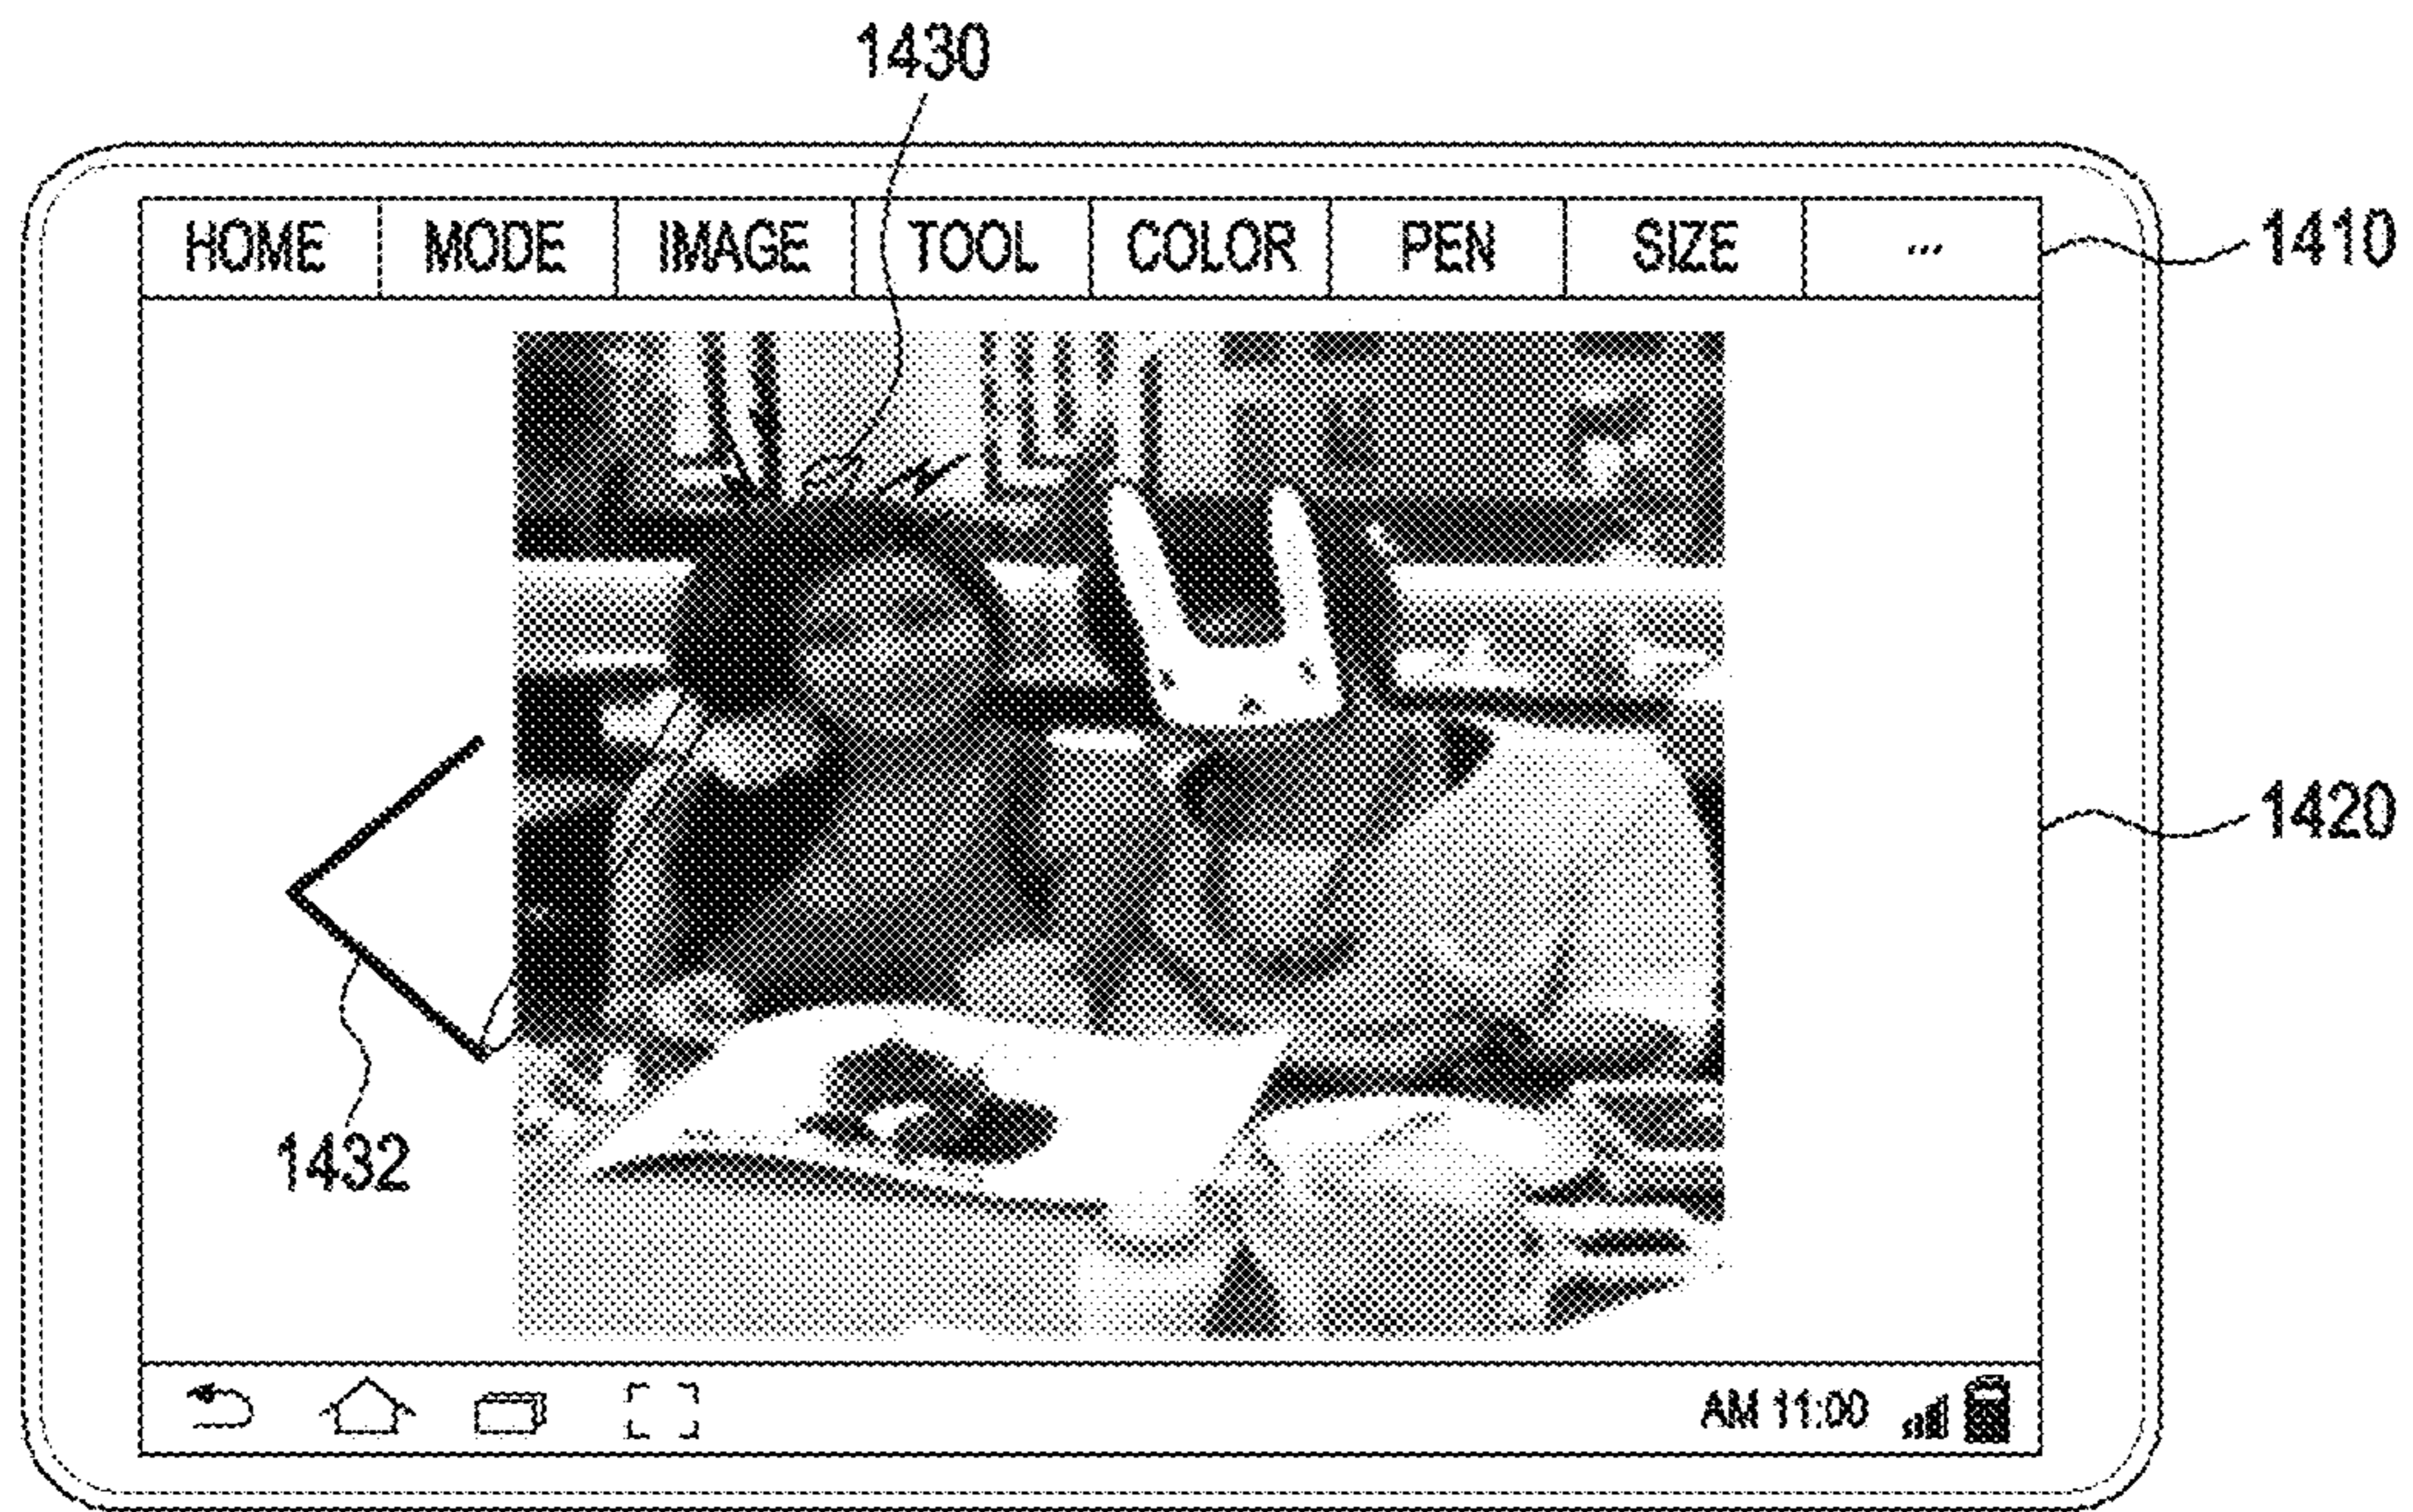 1430
HOME MODE IMAGE TOOL COLOR PEN SIZE ...
1410
1420
1432
AM 11:00